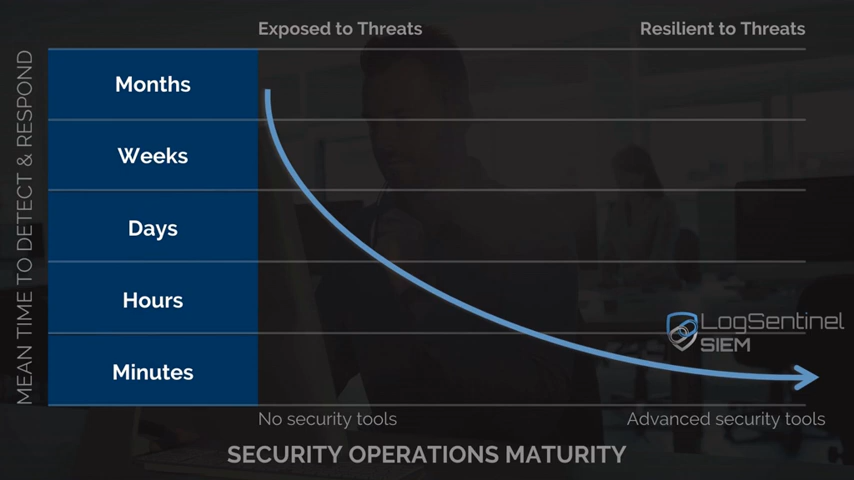 Exposed to Threats
Resilient to Threats
MEAN TIME TO DETECT & RESPOND
Months
Weeks
Days
Hours
Minutes
LogSentinel
SIEM
No security tools
Advanced security tools
SECURITY OPERATIONS MATURITY